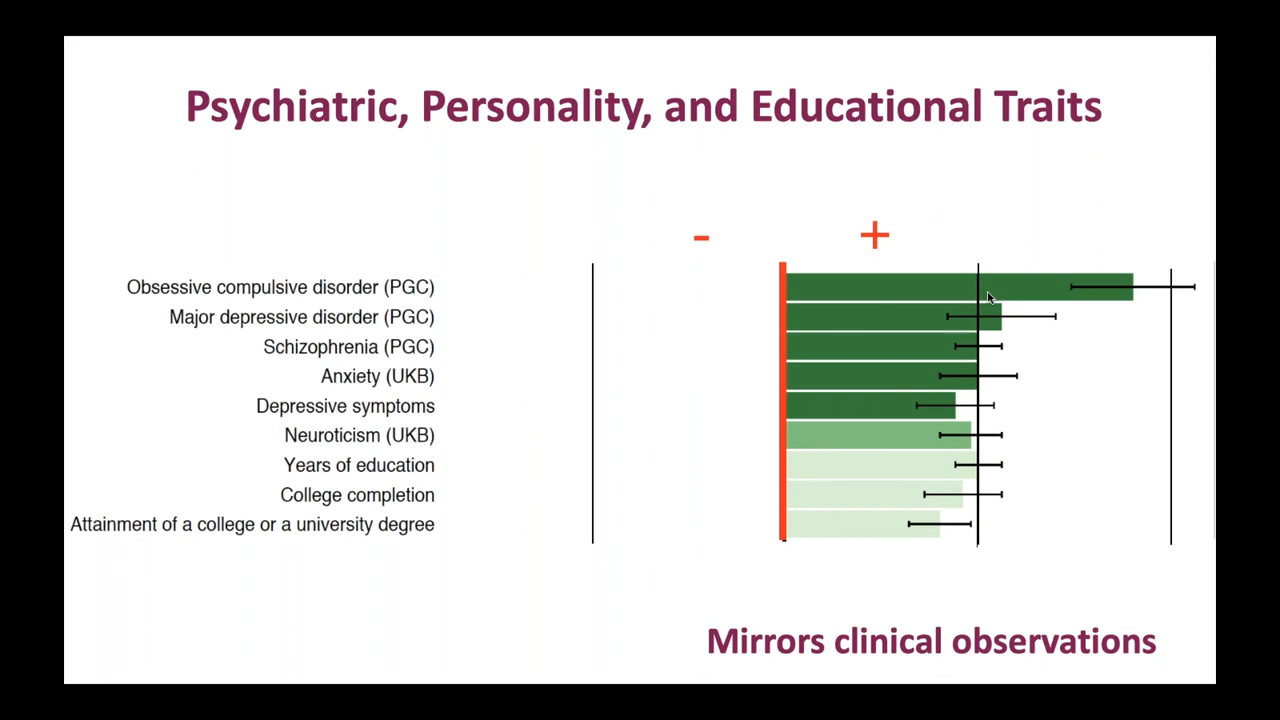 Psychiatric, Personality, and Educational Traits
- +
Obsessive compulsive disorder (PGC)
Major depressive disorder (PGC)
Schizophrenia (PGC)
Anxiety (UKB)
Depressive symptoms
Neuroticism (UKB)
Years of education
College completion
Attainment of a college or a university degree
Mirrors clinical observations